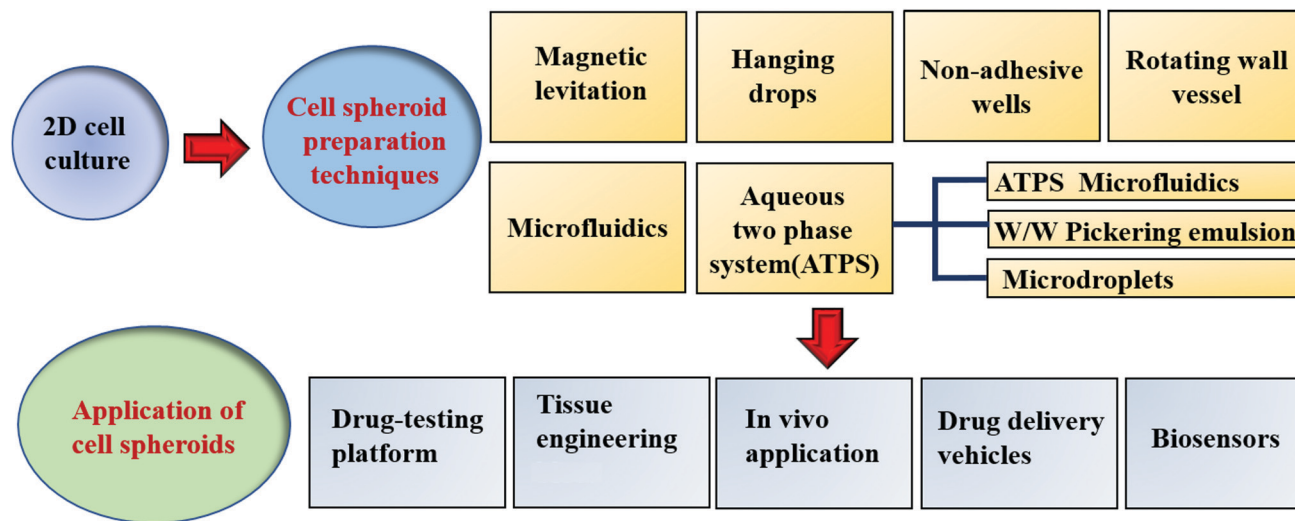 2D cell
culture
Cell spheroid
preparation
techniques
Magnetic
levitation
Hanging
drops
Non-adhesive
wells
Rotating wall
vessel
Microfluidics
Aqueous
two phase
system(ATPS)
ATPS Microfluidics
W/W Pickering emulsion
Microdroplets
Application of
cell spheroids
Drug-testing
platform
Tissue
engineering
In vivo
application
Drug delivery
vehicles
Biosensors